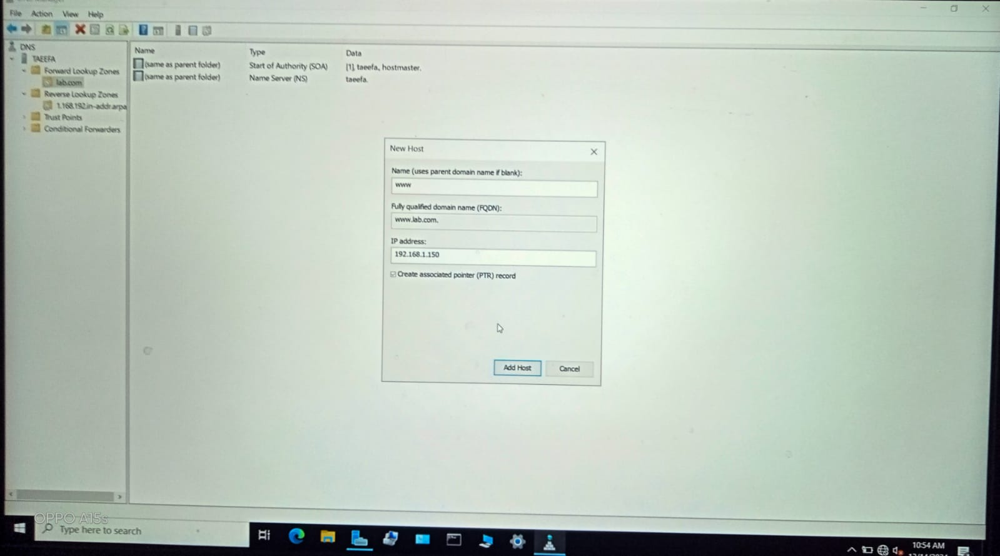 File Action View Help
DNS
TAEEFA
Forward Lookup Zones
lab.com
Reverse Lookup Zones
1.168.192.in-addr.arpa
Trust Points
Conditional Forwarders
Name Type Data
(same as parent folder) Start of Authority (SOA) [1], taeefa., hostmaster.
(same as parent folder) Name Server (NS) taeefa.
New Host
Name (uses parent domain name if blank):
www
Fully qualified domain name (FQDN):
www.lab.com.
IP address:
192.168.1.150
Create associated pointer (PTR) record
Add Host Cancel
OPPO A15s
Type here to search
10:54 AM